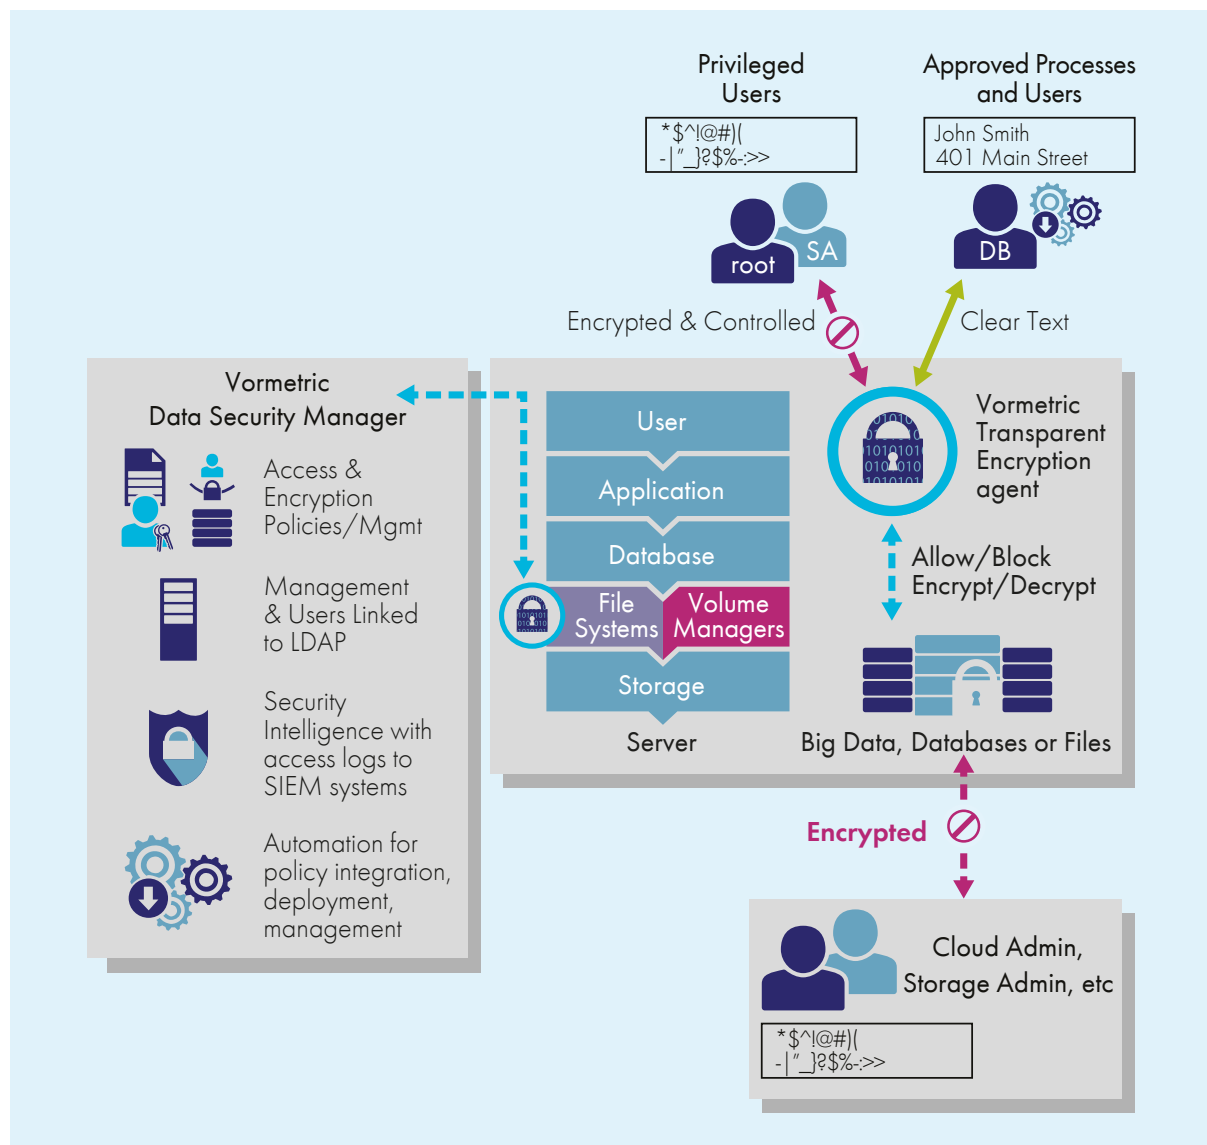 Privileged
Users
*$^!@#)(
-|"_}?$%-:>>
root
SA
Approved Processes
and Users
John Smith
401 Main Street
DB
Encrypted & Controlled
Clear Text
Vormetric
Data Security Manager
Access &
Encryption
Policies/Mgmt
Management
& Users Linked
to LDAP
Security
Intelligence with
access logs to
SIEM systems
Automation for
policy integration,
deployment,
management
User
Application
Database
File
Systems
Volume
Managers
Storage
Server
Vormetric
Transparent
Encryption
agent
Allow/Block
Encrypt/Decrypt
Big Data, Databases or Files
Encrypted
Cloud Admin,
Storage Admin, etc
*$^!@#)(
-|"_}?$%-:>>